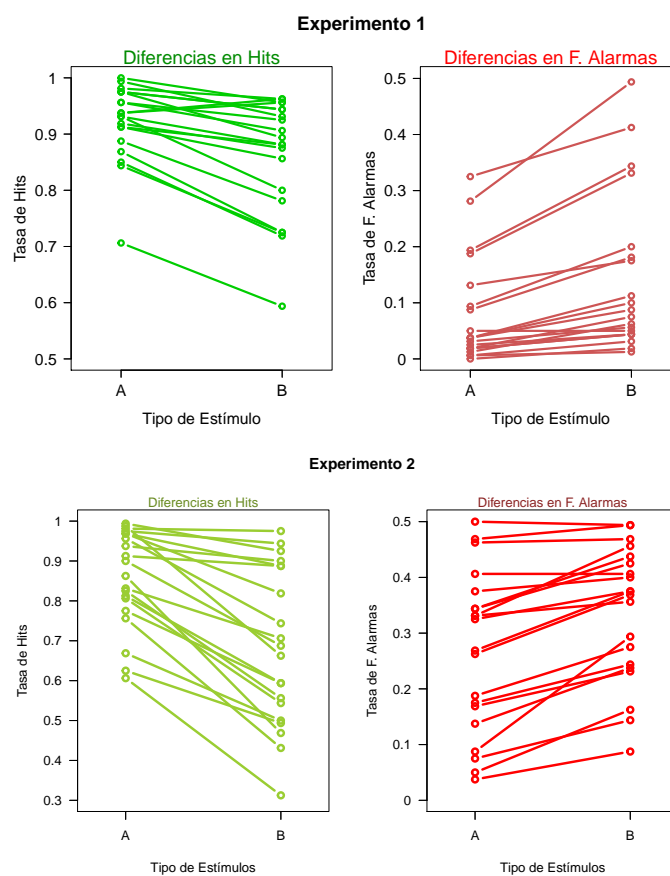 Experimento 1
Diferencias en Hits
Tasa de Hits
1
0.9
0.8
0.7
0.6
0.5
A
B
Tipo de Estímulo
Diferencias en F. Alarmas
Tasa de F. Alarmas
0.5
0.4
0.3
0.2
0.1
0
A
B
Tipo de Estímulo
Experimento 2
Diferencias en Hits
Tasa de Hits
1
0.9
0.8
0.7
0.6
0.5
0.4
0.3
A
B
Tipo de Estímulos
Diferencias en F. Alarmas
Tasa de F. Alarmas
0.5
0.4
0.3
0.2
0.1
0
A
B
Tipo de Estímulos